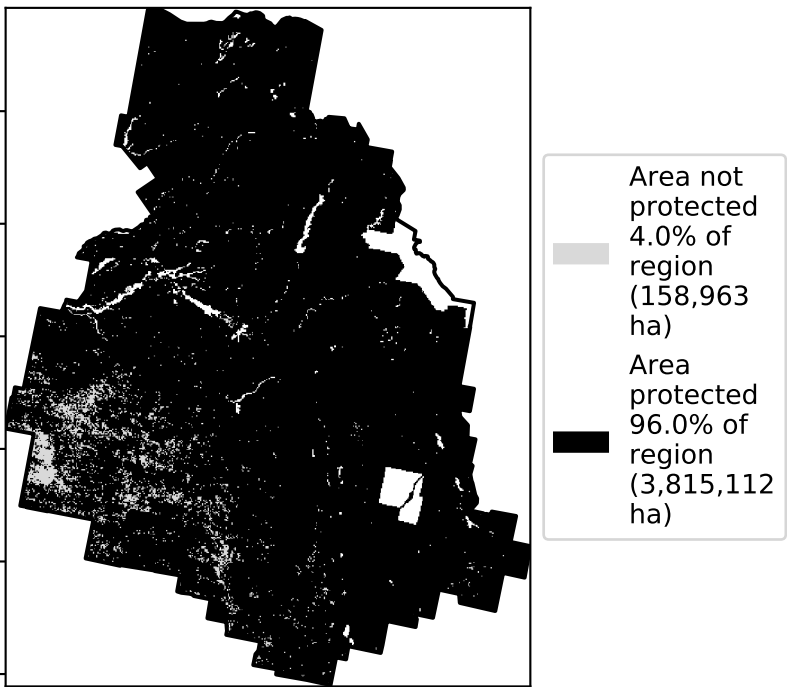 Area not
protected
4.0% of
region
(158,963
ha)
Area
protected
96.0% of
region
(3,815,112
ha)